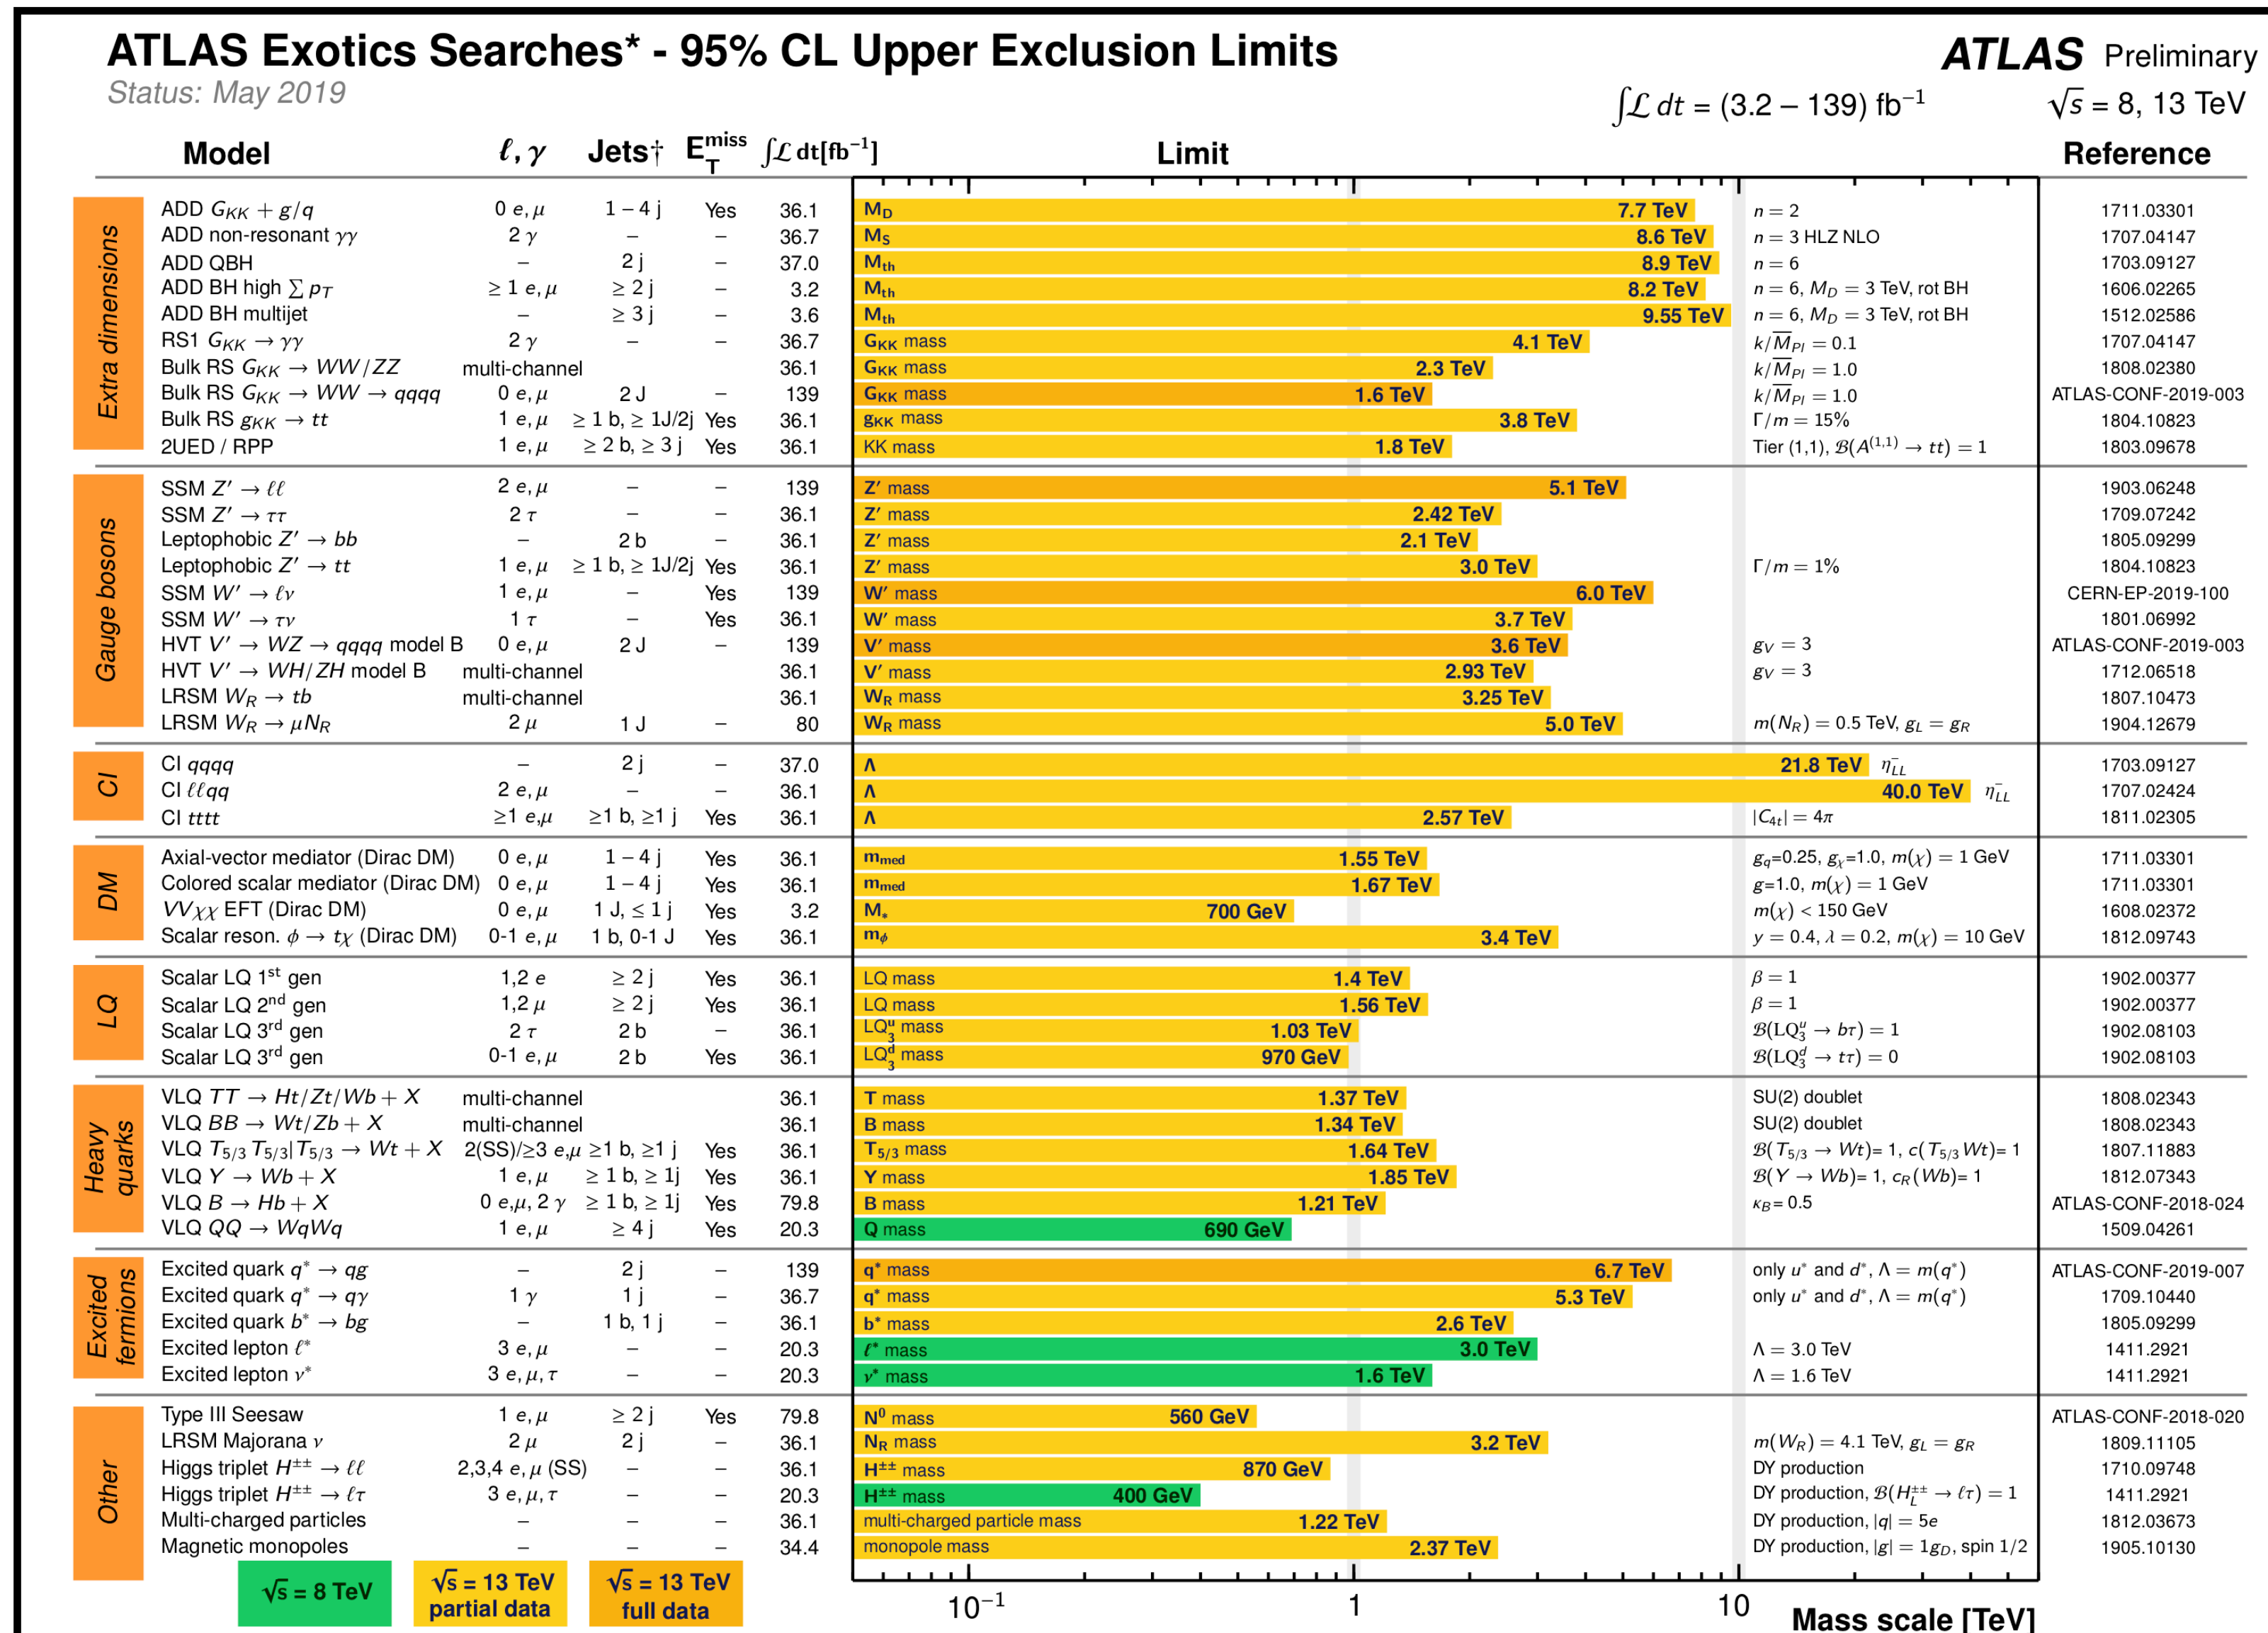 ATLAS Exotics Searches* - 95% CL Upper Exclusion Limits
ATLAS Preliminary
Status: May 2019
∫ℒ dt = (3.2 – 139) fb⁻¹ √s = 8, 13 TeV
Model ℓ, γ Jets† E_T^miss ∫ℒ dt[fb⁻¹] Limit Reference
Extra dimensions
ADD G_KK + g/q 0 e, μ 1 – 4 j Yes 36.1 M_D 7.7 TeV n = 2 1711.03301
ADD non-resonant γγ 2 γ – – 36.7 M_S 8.6 TeV n = 3 HLZ NLO 1707.04147
ADD QBH – 2 j – 37.0 M_th 8.9 TeV n = 6 1703.09127
ADD BH high ∑ p_T ≥ 1 e, μ ≥ 2 j – 3.2 M_th 8.2 TeV n = 6, M_D = 3 TeV, rot BH 1606.02265
ADD BH multijet – ≥ 3 j – 3.6 M_th 9.55 TeV n = 6, M_D = 3 TeV, rot BH 1512.02586
RS1 G_KK → γγ 2 γ – – 36.7 G_KK mass 4.1 TeV k/M̅_Pl = 0.1 1707.04147
Bulk RS G_KK → WW/ZZ multi-channel 36.1 G_KK mass 2.3 TeV k/M̅_Pl = 1.0 1808.02380
Bulk RS G_KK → WW → qqqq 0 e, μ 2 J – 139 G_KK mass 1.6 TeV k/M̅_Pl = 1.0 ATLAS-CONF-2019-003
Bulk RS g_KK → tt 1 e, μ ≥ 1 b, ≥ 1J/2j Yes 36.1 g_KK mass 3.8 TeV Γ/m = 15% 1804.10823
2UED / RPP 1 e, μ ≥ 2 b, ≥ 3 j Yes 36.1 KK mass 1.8 TeV Tier (1,1), ℬ(A^(1,1) → tt) = 1 1803.09678
Gauge bosons
SSM Z′ → ℓℓ 2 e, μ – – 139 Z′ mass 5.1 TeV 1903.06248
SSM Z′ → ττ 2 τ – – 36.1 Z′ mass 2.42 TeV 1709.07242
Leptophobic Z′ → bb – 2 b – 36.1 Z′ mass 2.1 TeV 1805.09299
Leptophobic Z′ → tt 1 e, μ ≥ 1 b, ≥ 1J/2j Yes 36.1 Z′ mass 3.0 TeV Γ/m = 1% 1804.10823
SSM W′ → ℓν 1 e, μ – Yes 139 W′ mass 6.0 TeV CERN-EP-2019-100
SSM W′ → τν 1 τ – Yes 36.1 W′ mass 3.7 TeV 1801.06992
HVT V′ → WZ → qqqq model B 0 e, μ 2 J – 139 V′ mass 3.6 TeV g_V = 3 ATLAS-CONF-2019-003
HVT V′ → WH/ZH model B multi-channel 36.1 V′ mass 2.93 TeV g_V = 3 1712.06518
LRSM W_R → tb multi-channel 36.1 W_R mass 3.25 TeV 1807.10473
LRSM W_R → μN_R 2 μ 1 J – 80 W_R mass 5.0 TeV m(N_R) = 0.5 TeV, g_L = g_R 1904.12679
CI
CI qqqq – 2 j – 37.0 Λ 21.8 TeV η⁻_LL 1703.09127
CI ℓℓqq 2 e, μ – – 36.1 Λ 40.0 TeV η⁻_LL 1707.02424
CI tttt ≥1 e,μ ≥1 b, ≥1 j Yes 36.1 Λ 2.57 TeV |C_4t| = 4π 1811.02305
DM
Axial-vector mediator (Dirac DM) 0 e, μ 1 – 4 j Yes 36.1 m_med 1.55 TeV g_q=0.25, g_χ=1.0, m(χ) = 1 GeV 1711.03301
Colored scalar mediator (Dirac DM) 0 e, μ 1 – 4 j Yes 36.1 m_med 1.67 TeV g=1.0, m(χ) = 1 GeV 1711.03301
VVχχ EFT (Dirac DM) 0 e, μ 1 J, ≤ 1 j Yes 3.2 M_* 700 GeV m(χ) < 150 GeV 1608.02372
Scalar reson. ϕ → tχ (Dirac DM) 0-1 e, μ 1 b, 0-1 J Yes 36.1 m_ϕ 3.4 TeV y = 0.4, λ = 0.2, m(χ) = 10 GeV 1812.09743
LQ
Scalar LQ 1st gen 1,2 e ≥ 2 j Yes 36.1 LQ mass 1.4 TeV β = 1 1902.00377
Scalar LQ 2nd gen 1,2 μ ≥ 2 j Yes 36.1 LQ mass 1.56 TeV β = 1 1902.00377
Scalar LQ 3rd gen 2 τ 2 b – 36.1 LQ^u_3 mass 1.03 TeV ℬ(LQ^u_3 → bτ) = 1 1902.08103
Scalar LQ 3rd gen 0-1 e, μ 2 b Yes 36.1 LQ^d_3 mass 970 GeV ℬ(LQ^d_3 → tτ) = 0 1902.08103
Heavy quarks
VLQ TT → Ht/Zt/Wb + X multi-channel 36.1 T mass 1.37 TeV SU(2) doublet 1808.02343
VLQ BB → Wt/Zb + X multi-channel 36.1 B mass 1.34 TeV SU(2) doublet 1808.02343
VLQ T_5/3 T_5/3|T_5/3 → Wt + X 2(SS)/≥3 e,μ ≥1 b, ≥1 j Yes 36.1 T_5/3 mass 1.64 TeV ℬ(T_5/3 → Wt)= 1, c(T_5/3 Wt)= 1 1807.11883
VLQ Y → Wb + X 1 e, μ ≥ 1 b, ≥ 1j Yes 36.1 Y mass 1.85 TeV ℬ(Y → Wb)= 1, c_R(Wb)= 1 1812.07343
VLQ B → Hb + X 0 e,μ, 2 γ ≥ 1 b, ≥ 1j Yes 79.8 B mass 1.21 TeV κ_B= 0.5 ATLAS-CONF-2018-024
VLQ QQ → WqWq 1 e, μ ≥ 4 j Yes 20.3 Q mass 690 GeV 1509.04261
Excited fermions
Excited quark q* → qg – 2 j – 139 q* mass 6.7 TeV only u* and d*, Λ = m(q*) ATLAS-CONF-2019-007
Excited quark q* → qγ 1 γ 1 j – 36.7 q* mass 5.3 TeV only u* and d*, Λ = m(q*) 1709.10440
Excited quark b* → bg – 1 b, 1 j – 36.1 b* mass 2.6 TeV 1805.09299
Excited lepton ℓ* 3 e, μ – – 20.3 ℓ* mass 3.0 TeV Λ = 3.0 TeV 1411.2921
Excited lepton ν* 3 e, μ, τ – – 20.3 ν* mass 1.6 TeV Λ = 1.6 TeV 1411.2921
Other
Type III Seesaw 1 e, μ ≥ 2 j Yes 79.8 N⁰ mass 560 GeV ATLAS-CONF-2018-020
LRSM Majorana ν 2 μ 2 j – 36.1 N_R mass 3.2 TeV m(W_R) = 4.1 TeV, g_L = g_R 1809.11105
Higgs triplet H±± → ℓℓ 2,3,4 e, μ (SS) – – 36.1 H±± mass 870 GeV DY production 1710.09748
Higgs triplet H±± → ℓτ 3 e, μ, τ – – 20.3 H±± mass 400 GeV DY production, ℬ(H_L±± → ℓτ) = 1 1411.2921
Multi-charged particles – – – 36.1 multi-charged particle mass 1.22 TeV DY production, |q| = 5e 1812.03673
Magnetic monopoles – – – 34.4 monopole mass 2.37 TeV DY production, |g| = 1g_D, spin 1/2 1905.10130
√s = 8 TeV
√s = 13 TeV
partial data
√s = 13 TeV
full data
10⁻¹ 1 10
Mass scale [TeV]